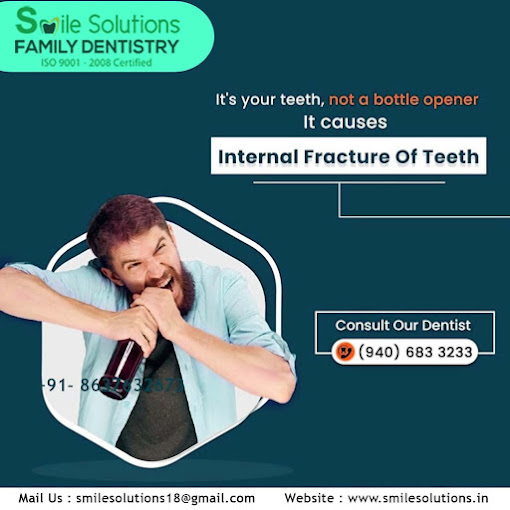 Smile Solutions
FAMILY DENTISTRY
ISO 9001 - 2008 Certified
It's your teeth, not a bottle opener
It causes
Internal Fracture Of Teeth
Consult Our Dentist
(940) 683 3233
+91-
Mail Us : smilesolutions18@gmail.com Website : www.smilesolutions.in